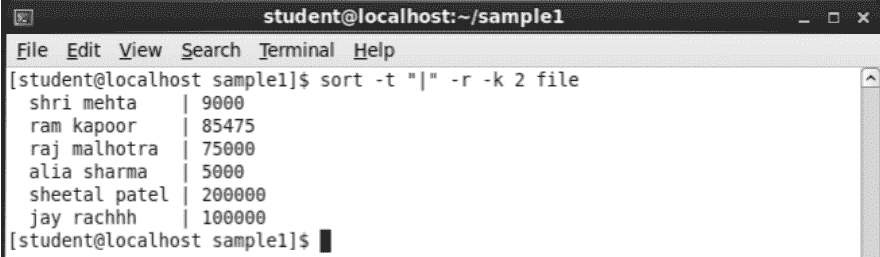 student@localhost:~/sample1
File Edit View Search Terminal Help
[student@localhost sample1]$ sort -t "|" -r -k 2 file
shri mehta | 9000
ram kapoor | 85475
raj malhotra | 75000
alia sharma | 5000
sheetal patel | 200000
jay rachhh | 100000
[student@localhost sample1]$